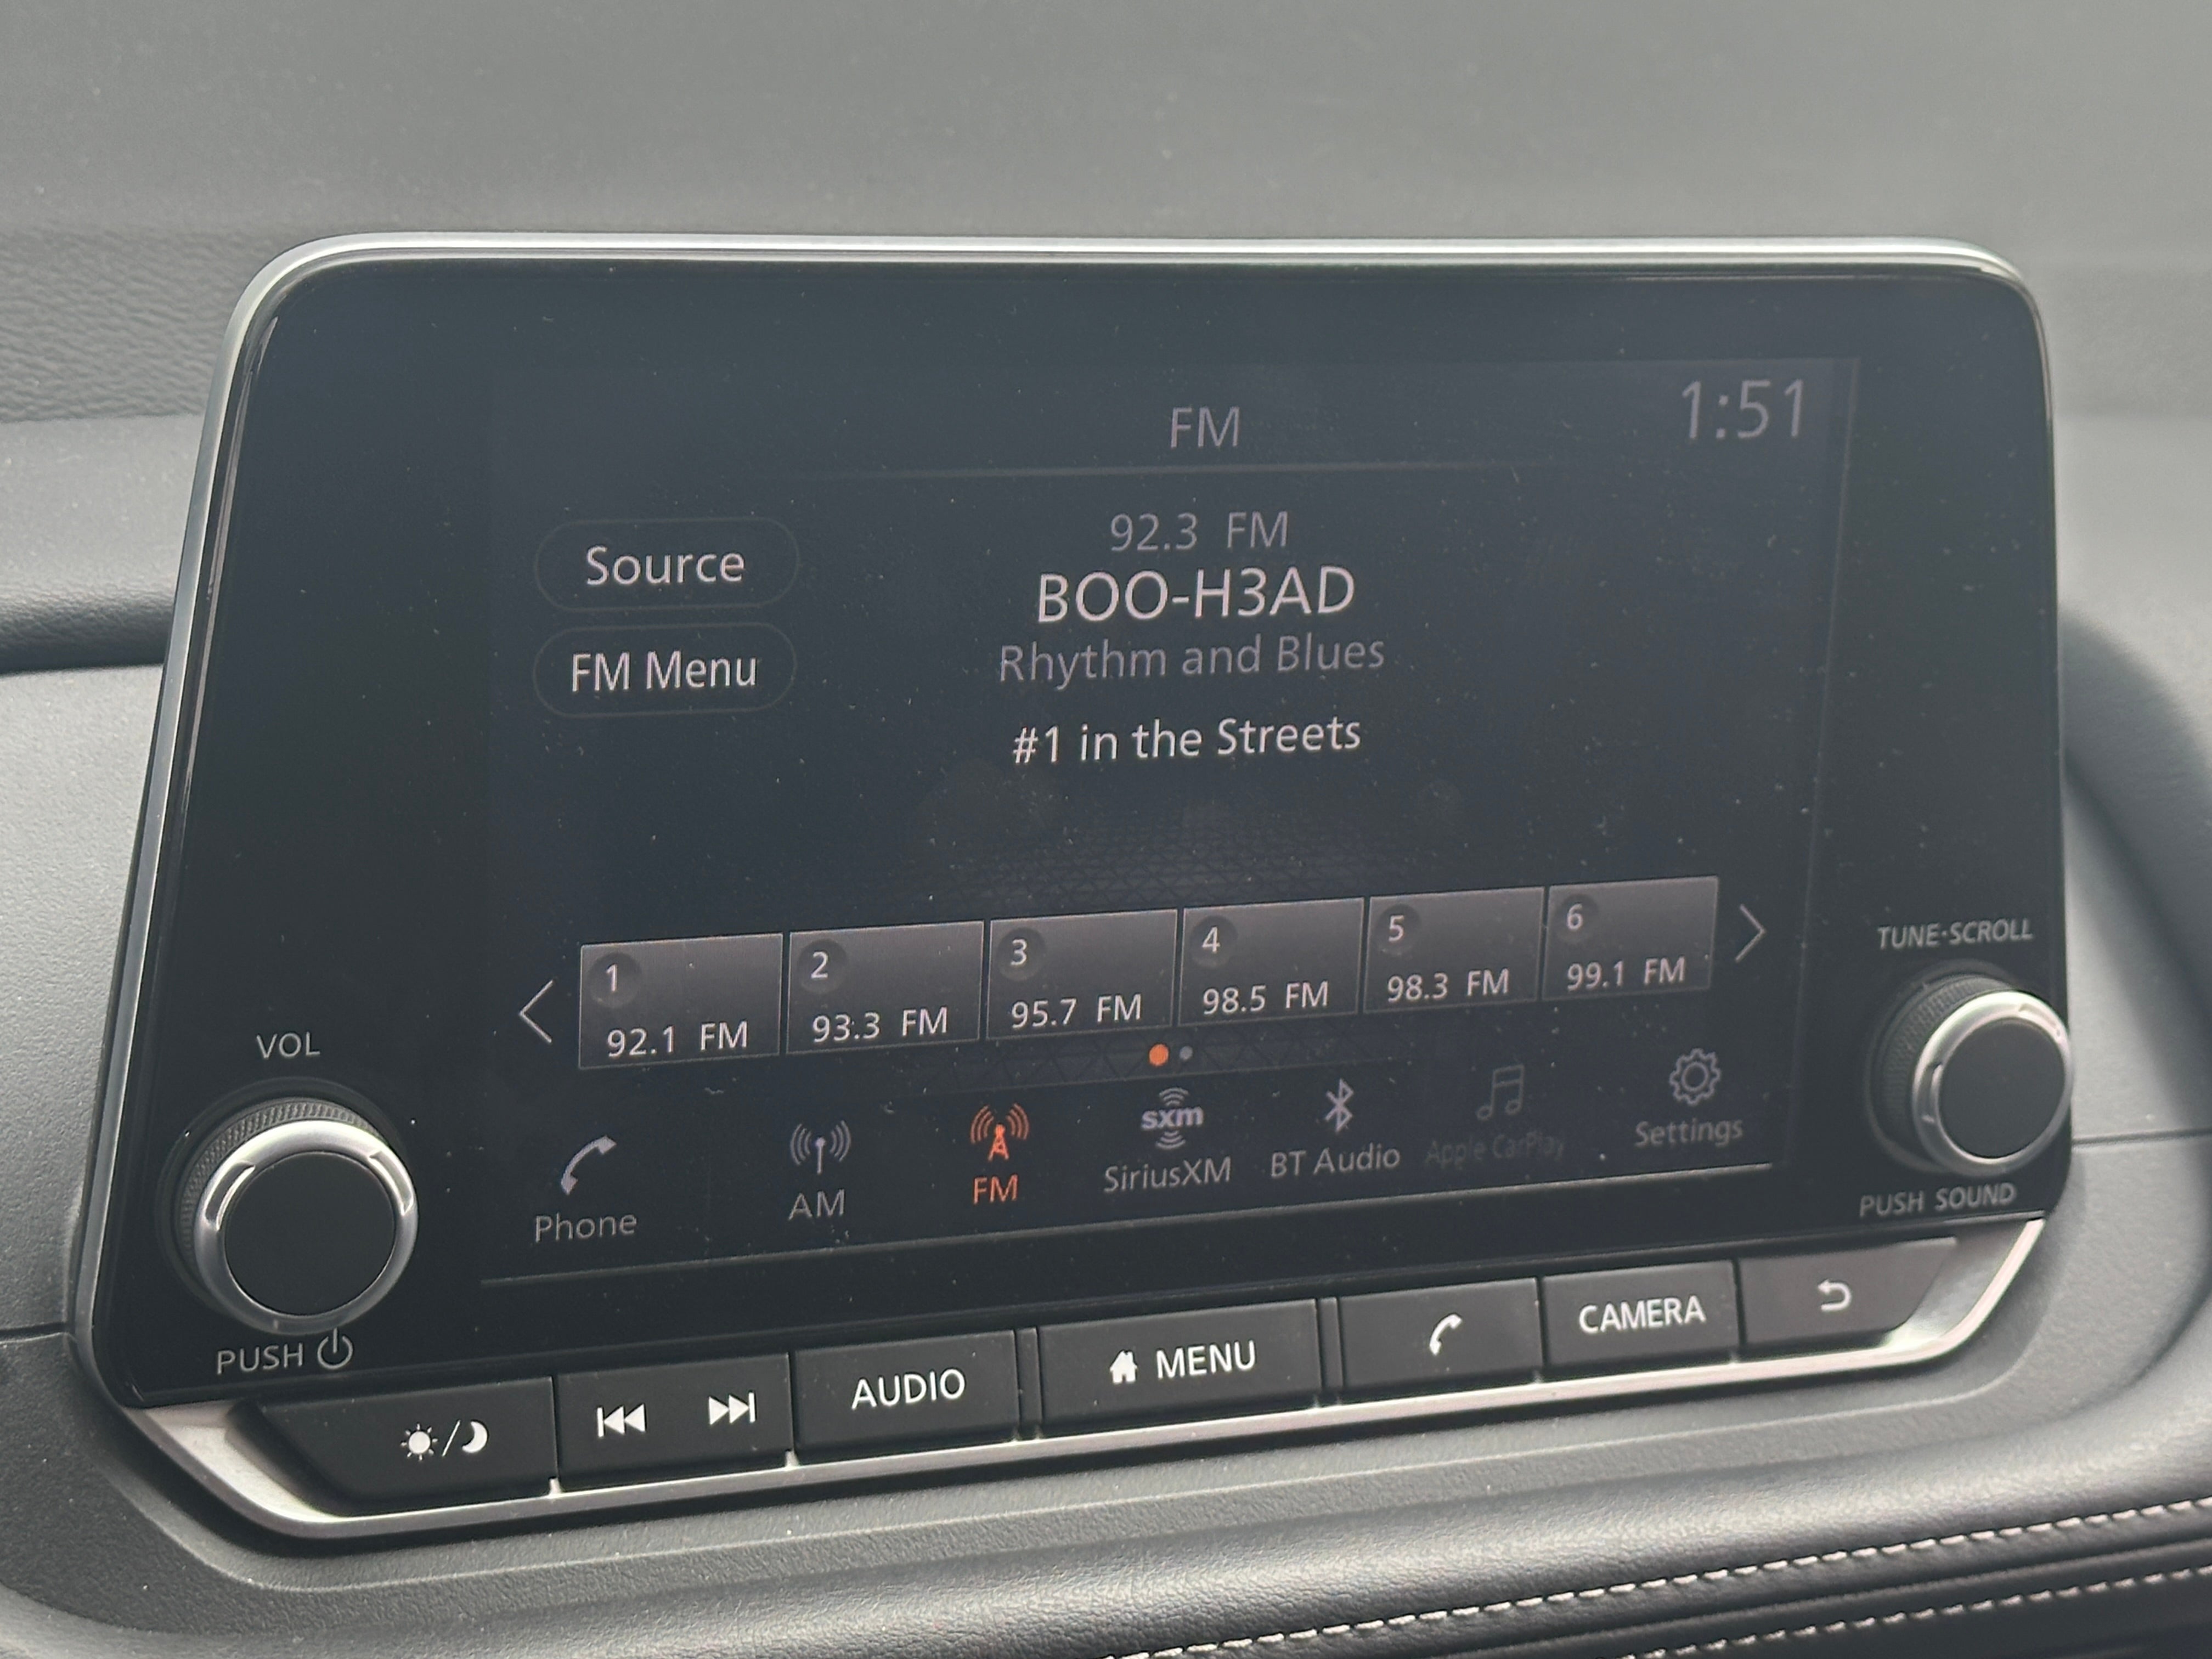 FM
1:51
92.3 FM
Source
BOO-H3AD
Rhythm and Blues
FM Menu
#1 in the Streets
1
92.1 FM
2
93.3 FM
3
95.7 FM
4
98.5 FM
5
98.3 FM
6
99.1 FM
TUNE·SCROLL
VOL
Phone
AM
FM
sxm
SiriusXM
BT Audio
Apple CarPlay
Settings
PUSH SOUND
PUSH
AUDIO
MENU
CAMERA